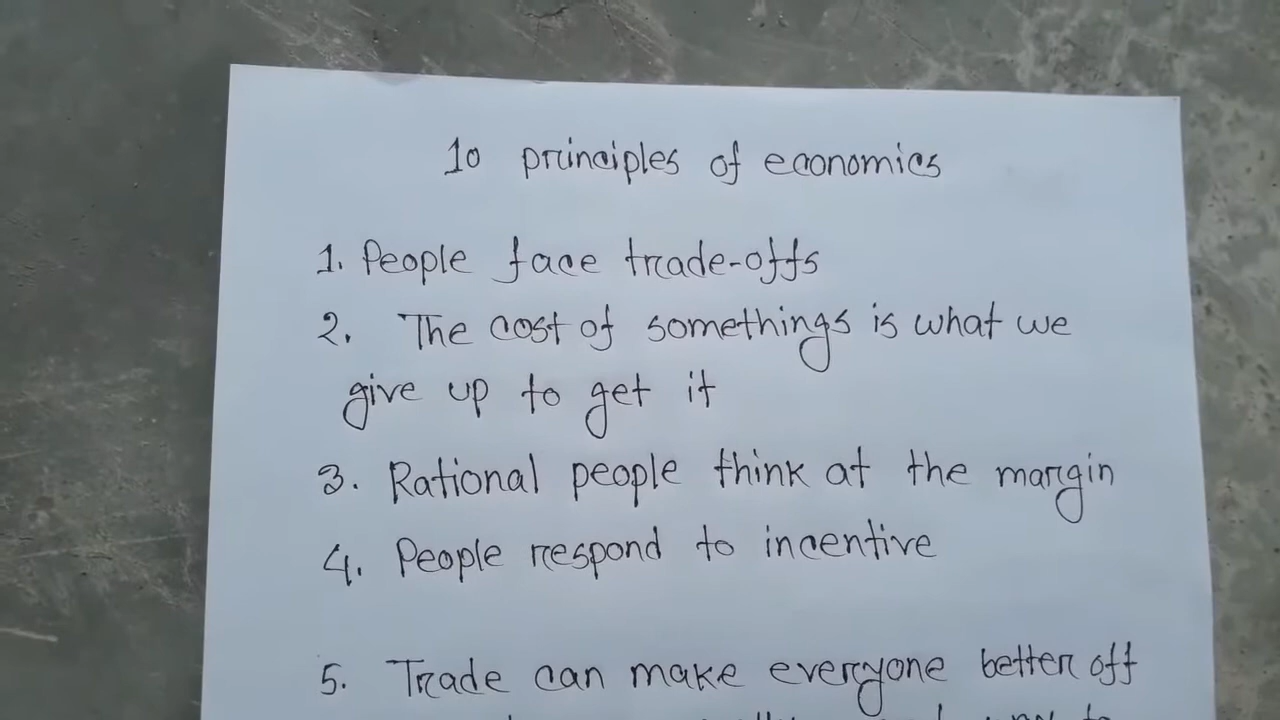 10 principles of economics
1. People face trade-offs
2. The cost of somethings is what we
give up to get it
3. Rational people think at the margin
4. People respond to incentive
5. Trade can make everyone better off